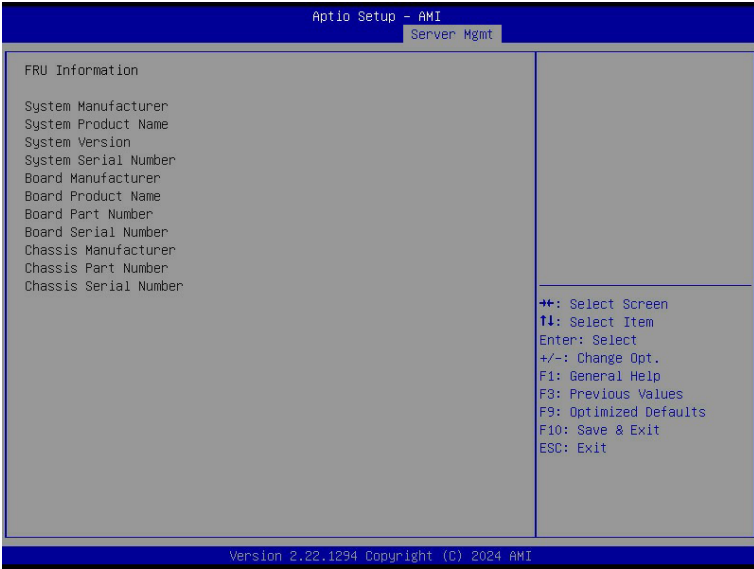 Aptio Setup – AMI
Server Mgmt
FRU Information
System Manufacturer
System Product Name
System Version
System Serial Number
Board Manufacturer
Board Product Name
Board Part Number
Board Serial Number
Chassis Manufacturer
Chassis Part Number
Chassis Serial Number
→←: Select Screen
↑↓: Select Item
Enter: Select
+/-: Change Opt.
F1: General Help
F3: Previous Values
F9: Optimized Defaults
F10: Save & Exit
ESC: Exit
Version 2.22.1294 Copyright (C) 2024 AMI